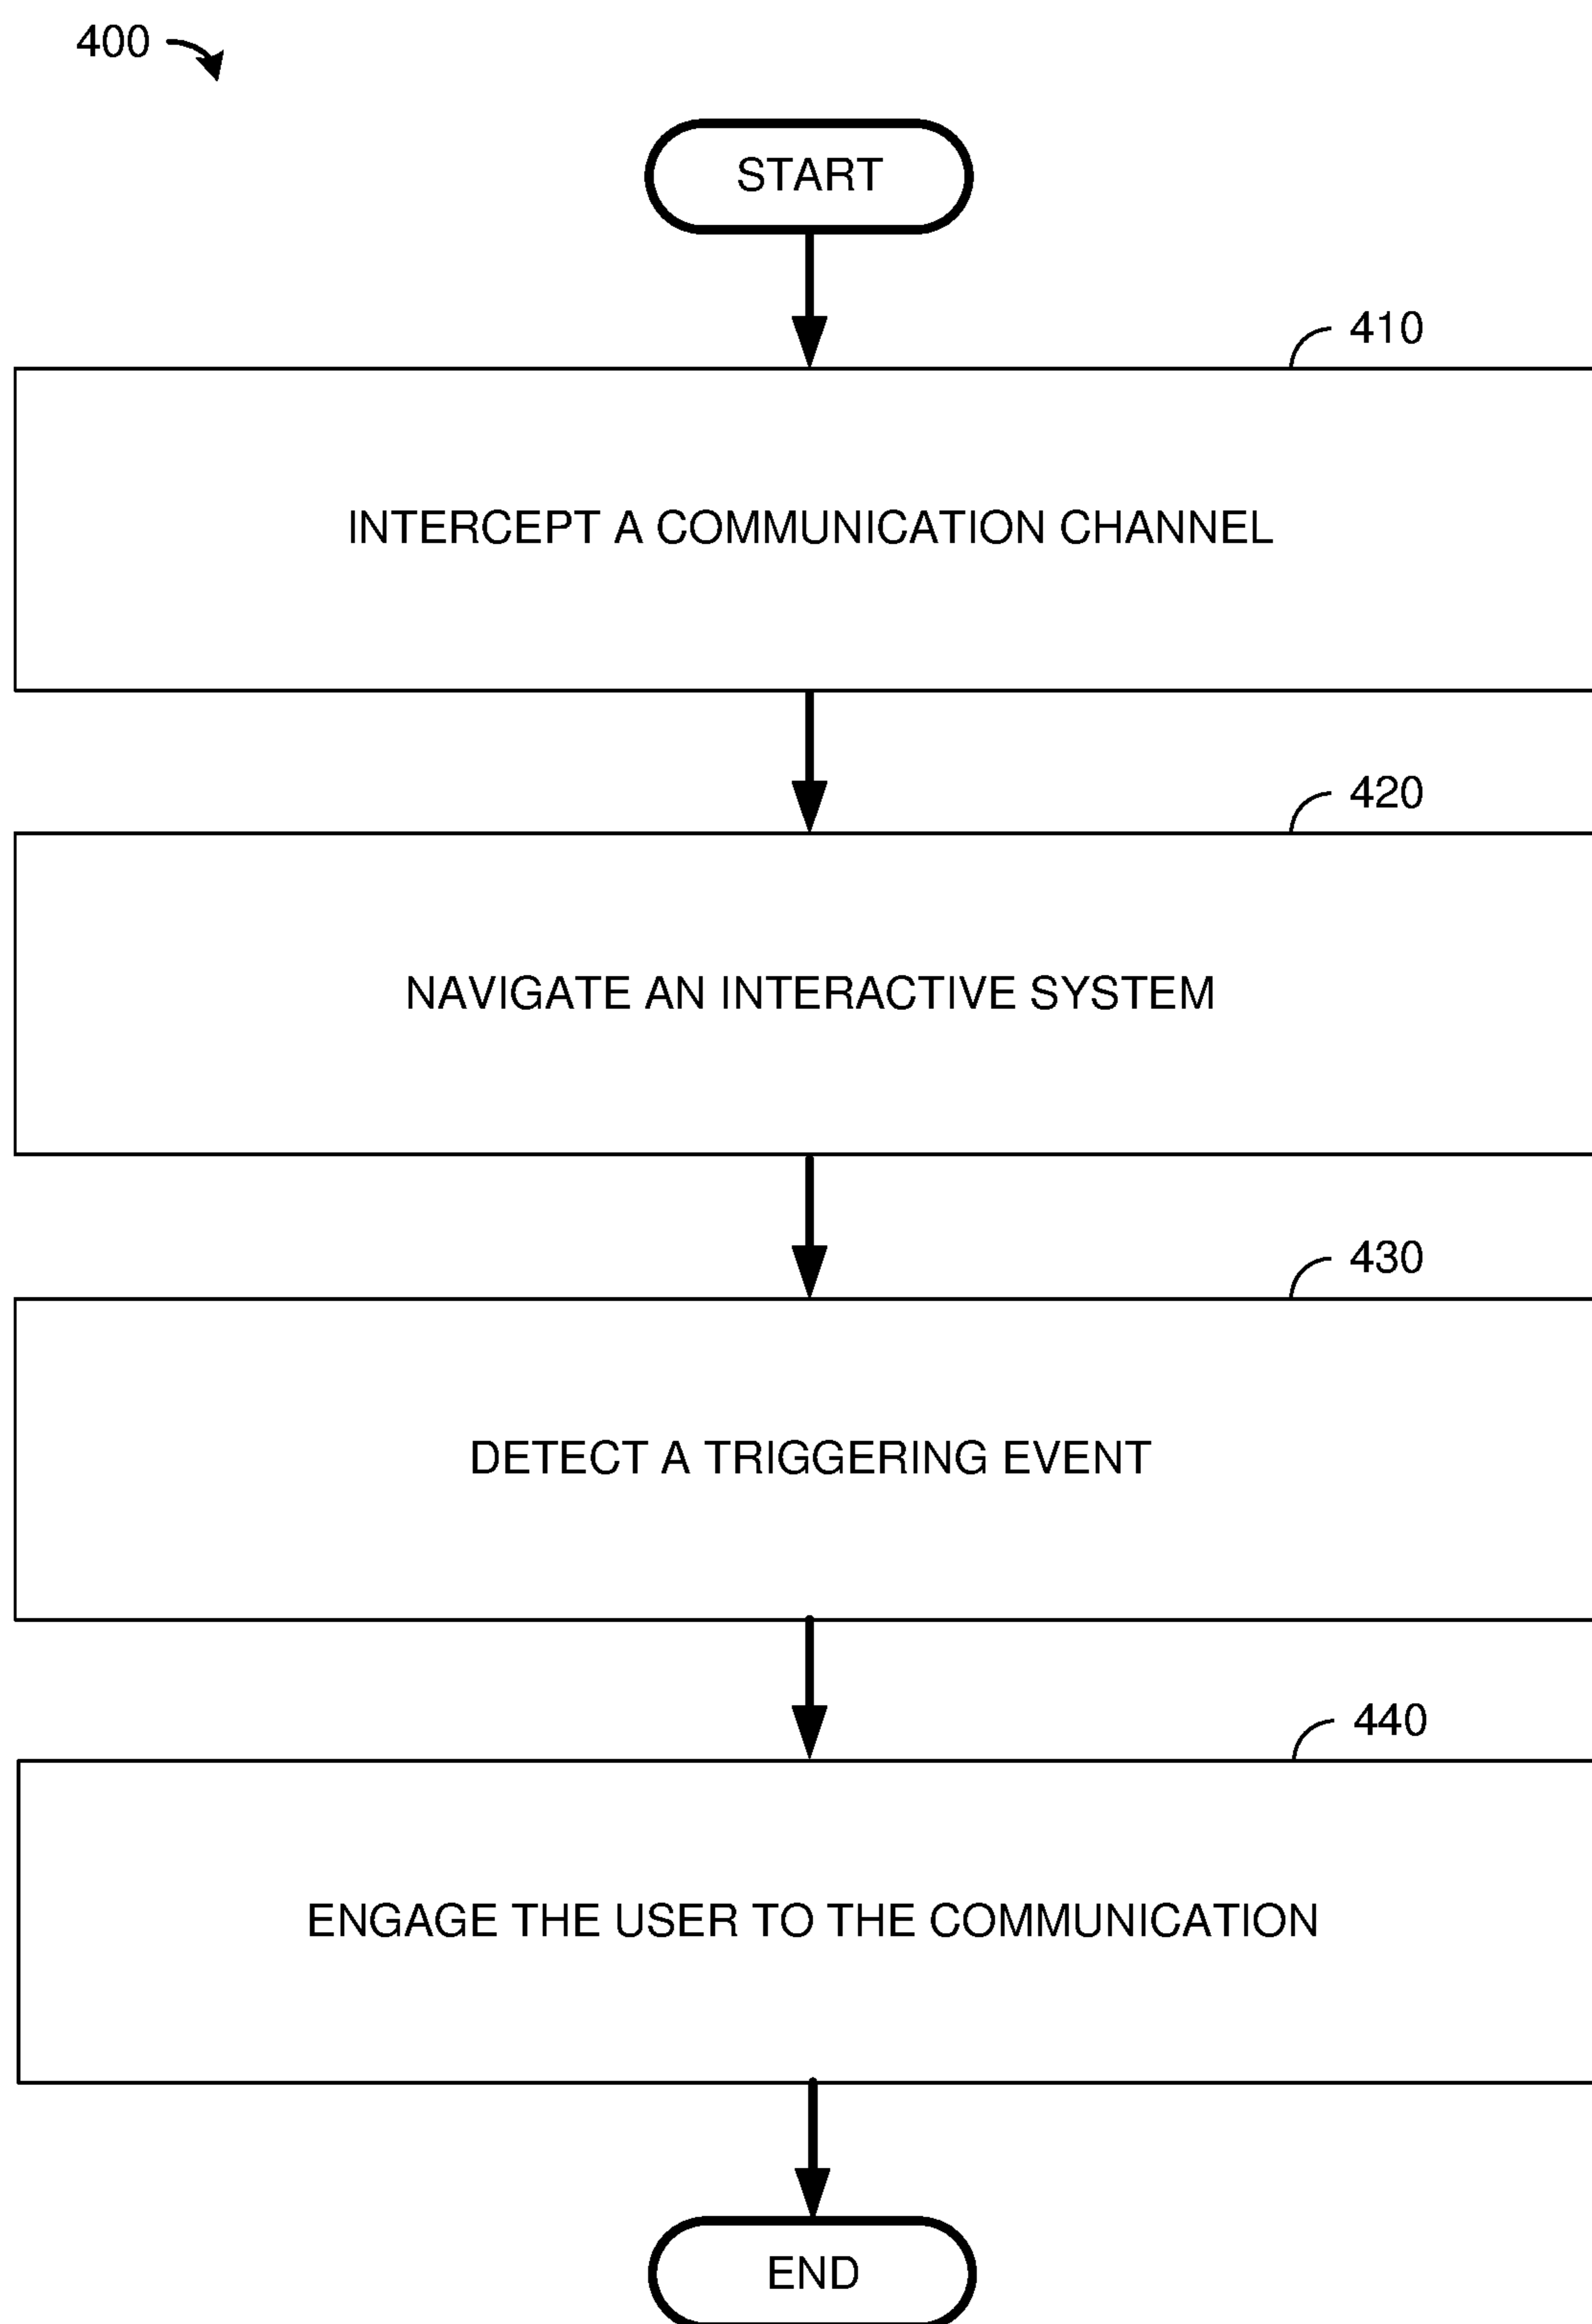 400
START
410
INTERCEPT A COMMUNICATION CHANNEL
420
NAVIGATE AN INTERACTIVE SYSTEM
430
DETECT A TRIGGERING EVENT
440
ENGAGE THE USER TO THE COMMUNICATION
END